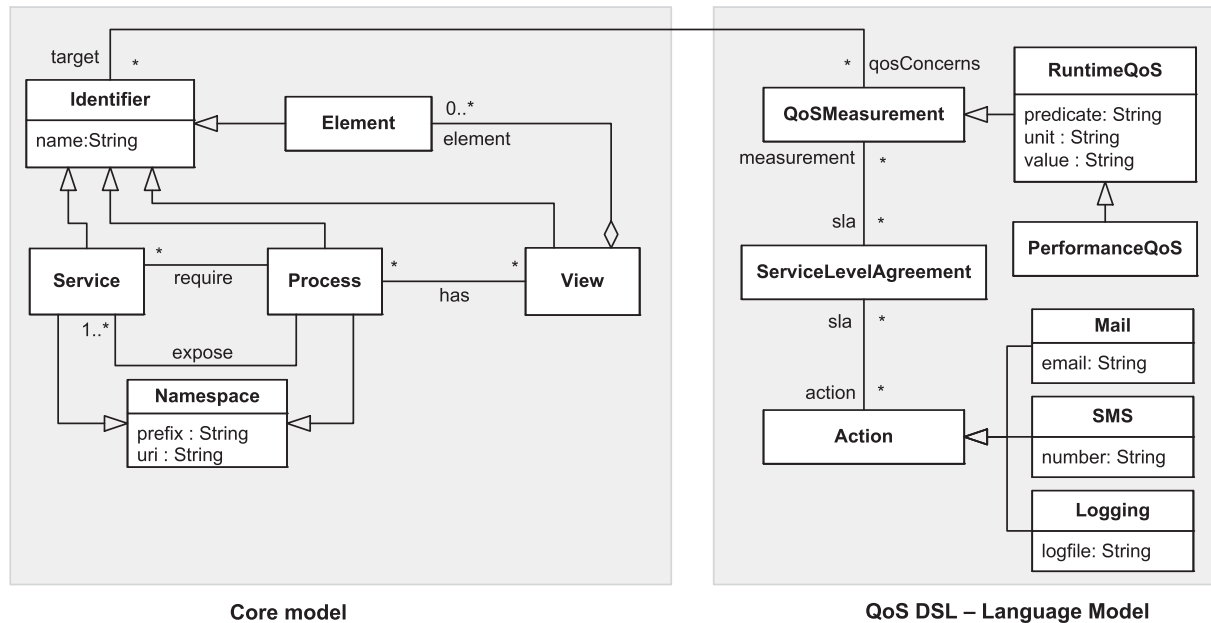 target
*
Identifier
name:String
Element
0..*
element
Service
*
require
Process
*
*
has
View
1..*
expose
Namespace
prefix : String
uri : String
Core model
*
qosConcerns
QoSMeasurement
RuntimeQoS
predicate: String
unit : String
value : String
PerformanceQoS
measurement
*
sla
*
ServiceLevelAgreement
sla
*
action
*
Action
Mail
email: String
SMS
number: String
Logging
logfile: String
QoS DSL – Language Model